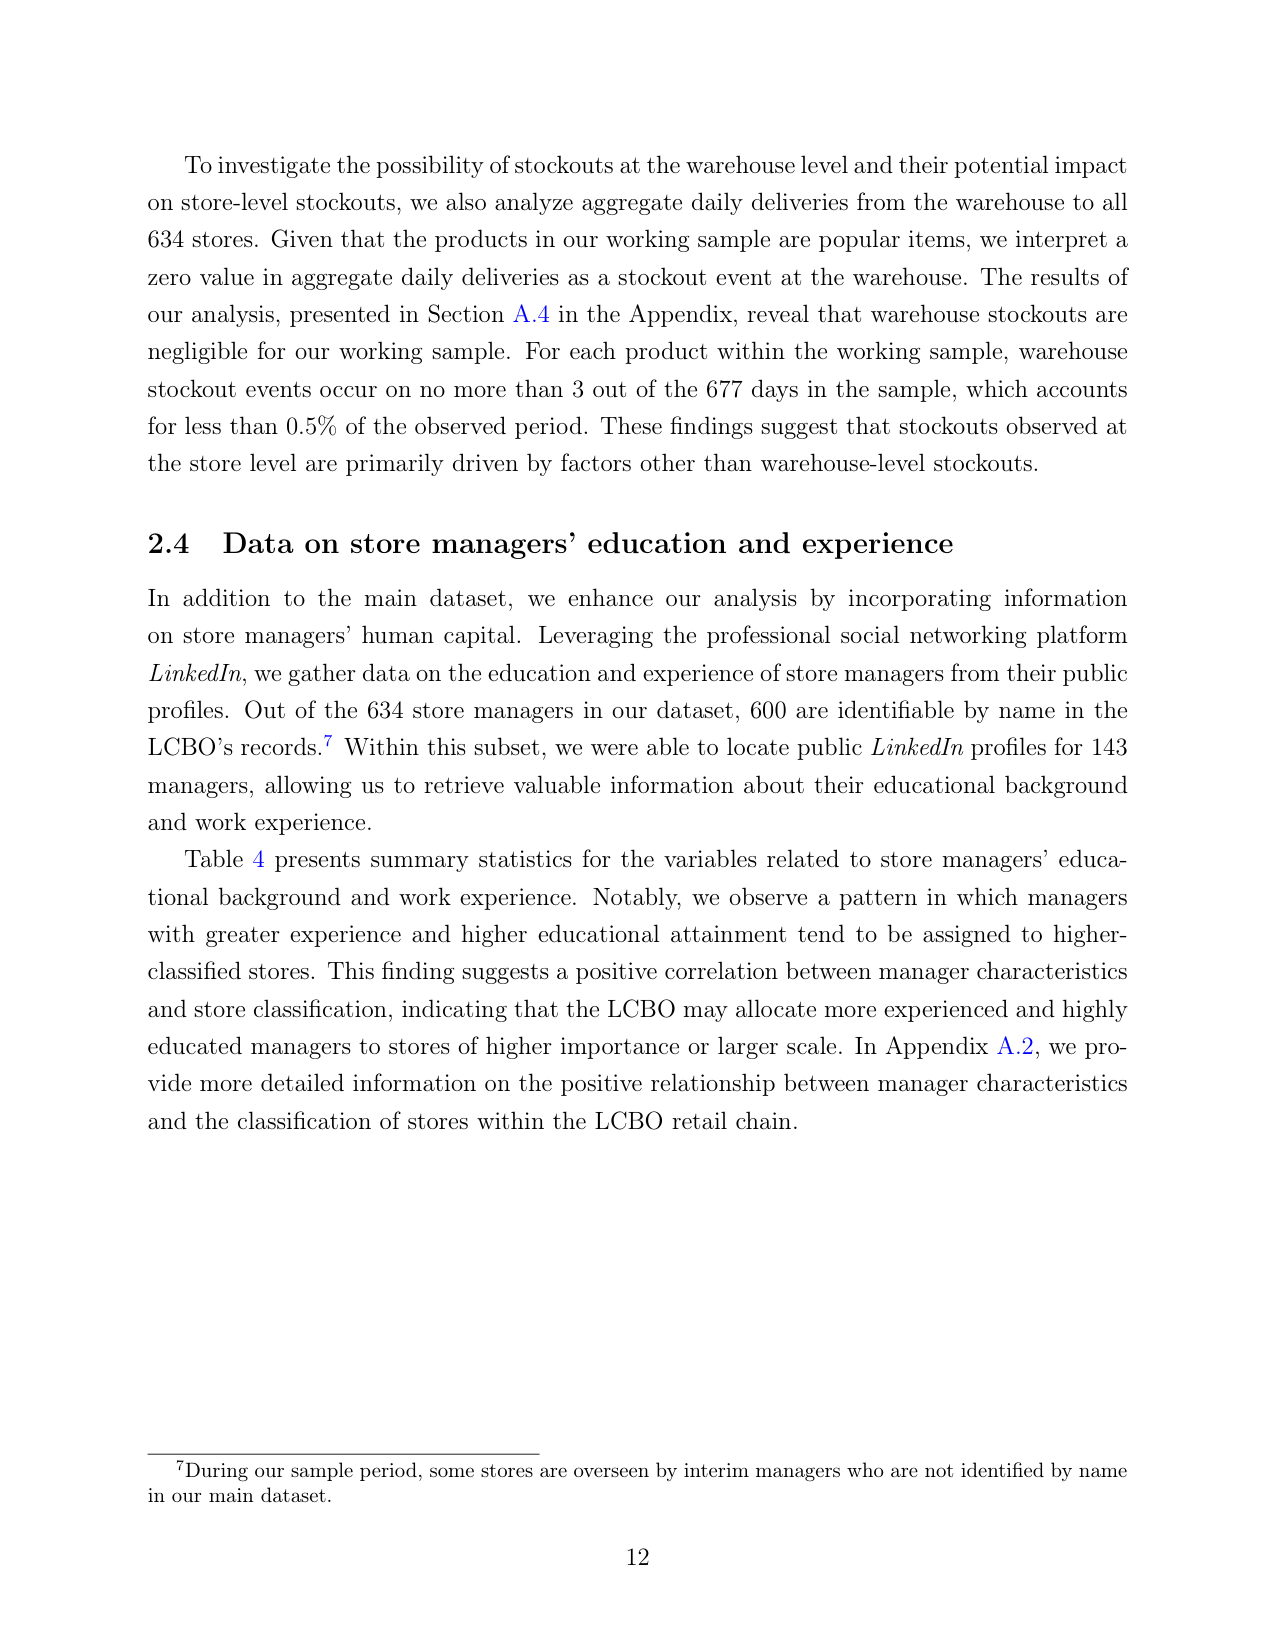 To investigate the possibility of stockouts at the warehouse level and their potential impact
on store-level stockouts, we also analyze aggregate daily deliveries from the warehouse to all
634 stores. Given that the products in our working sample are popular items, we interpret a
zero value in aggregate daily deliveries as a stockout event at the warehouse. The results of
our analysis, presented in Section A.4 in the Appendix, reveal that warehouse stockouts are
negligible for our working sample. For each product within the working sample, warehouse
stockout events occur on no more than 3 out of the 677 days in the sample, which accounts
for less than 0.5% of the observed period. These findings suggest that stockouts observed at
the store level are primarily driven by factors other than warehouse-level stockouts.
2.4 Data on store managers’ education and experience
In addition to the main dataset, we enhance our analysis by incorporating information
on store managers’ human capital. Leveraging the professional social networking platform
LinkedIn, we gather data on the education and experience of store managers from their public
profiles. Out of the 634 store managers in our dataset, 600 are identifiable by name in the
LCBO’s records.7 Within this subset, we were able to locate public LinkedIn profiles for 143
managers, allowing us to retrieve valuable information about their educational background
and work experience.
Table 4 presents summary statistics for the variables related to store managers’ educa-
tional background and work experience. Notably, we observe a pattern in which managers
with greater experience and higher educational attainment tend to be assigned to higher-
classified stores. This finding suggests a positive correlation between manager characteristics
and store classification, indicating that the LCBO may allocate more experienced and highly
educated managers to stores of higher importance or larger scale. In Appendix A.2, we pro-
vide more detailed information on the positive relationship between manager characteristics
and the classification of stores within the LCBO retail chain.
7During our sample period, some stores are overseen by interim managers who are not identified by name
in our main dataset.
12